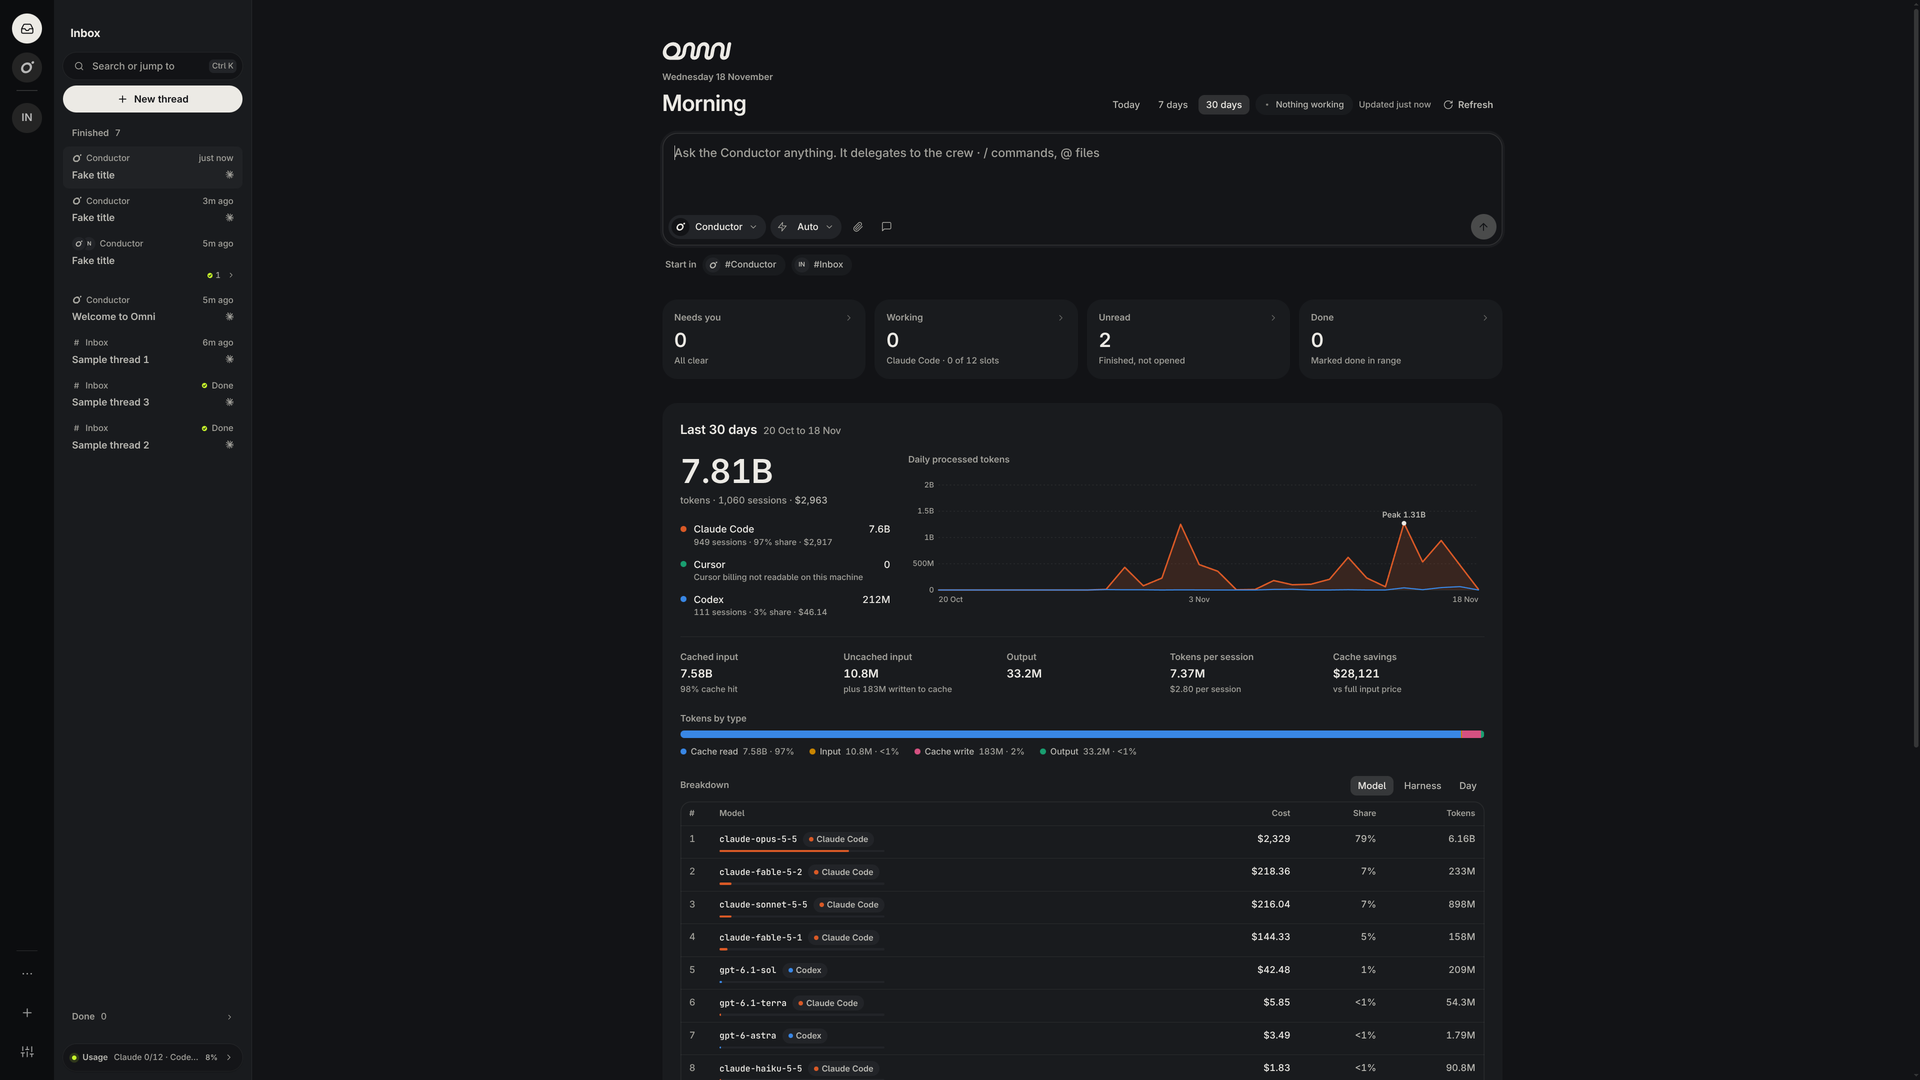 Inbox
Search or jump to Ctrl K
+ New thread
IN
Finished 7
Conductor just now
Fake title
Conductor 3m ago
Fake title
N Conductor 5m ago
Fake title
1
Conductor 5m ago
Welcome to Omni
# Inbox 6m ago
Sample thread 1
# Inbox Done
Sample thread 3
# Inbox Done
Sample thread 2
Done 0
Usage Claude 0/12 · Code... 8%
omni
Wednesday 18 November
Morning
Today 7 days 30 days Nothing working Updated just now Refresh
Ask the Conductor anything. It delegates to the crew · / commands, @ files
Conductor Auto
Start in #Conductor IN #Inbox
Needs you
0
All clear
Working
0
Claude Code · 0 of 12 slots
Unread
2
Finished, not opened
Done
0
Marked done in range
Last 30 days 20 Oct to 18 Nov
7.81B
tokens · 1,060 sessions · $2,963
Claude Code 7.6B
949 sessions · 97% share · $2,917
Cursor 0
Cursor billing not readable on this machine
Codex 212M
111 sessions · 3% share · $46.14
Daily processed tokens
2B
1.5B
1B
500M
0
Peak 1.31B
20 Oct 3 Nov 18 Nov
Cached input
7.58B
98% cache hit
Uncached input
10.8M
plus 183M written to cache
Output
33.2M
Tokens per session
7.37M
$2.80 per session
Cache savings
$28,121
vs full input price
Tokens by type
Cache read 7.58B · 97% Input 10.8M · <1% Cache write 183M · 2% Output 33.2M · <1%
Breakdown Model Harness Day
# Model Cost Share Tokens
1 claude-opus-5-5 Claude Code $2,329 79% 6.16B
2 claude-fable-5-2 Claude Code $218.36 7% 233M
3 claude-sonnet-5-5 Claude Code $216.04 7% 898M
4 claude-fable-5-1 Claude Code $144.33 5% 158M
5 gpt-6.1-sol Codex $42.48 1% 209M
6 gpt-6.1-terra Claude Code $5.85 <1% 54.3M
7 gpt-6-astra Codex $3.49 <1% 1.79M
8 claude-haiku-5-5 Claude Code $1.83 <1% 90.8M